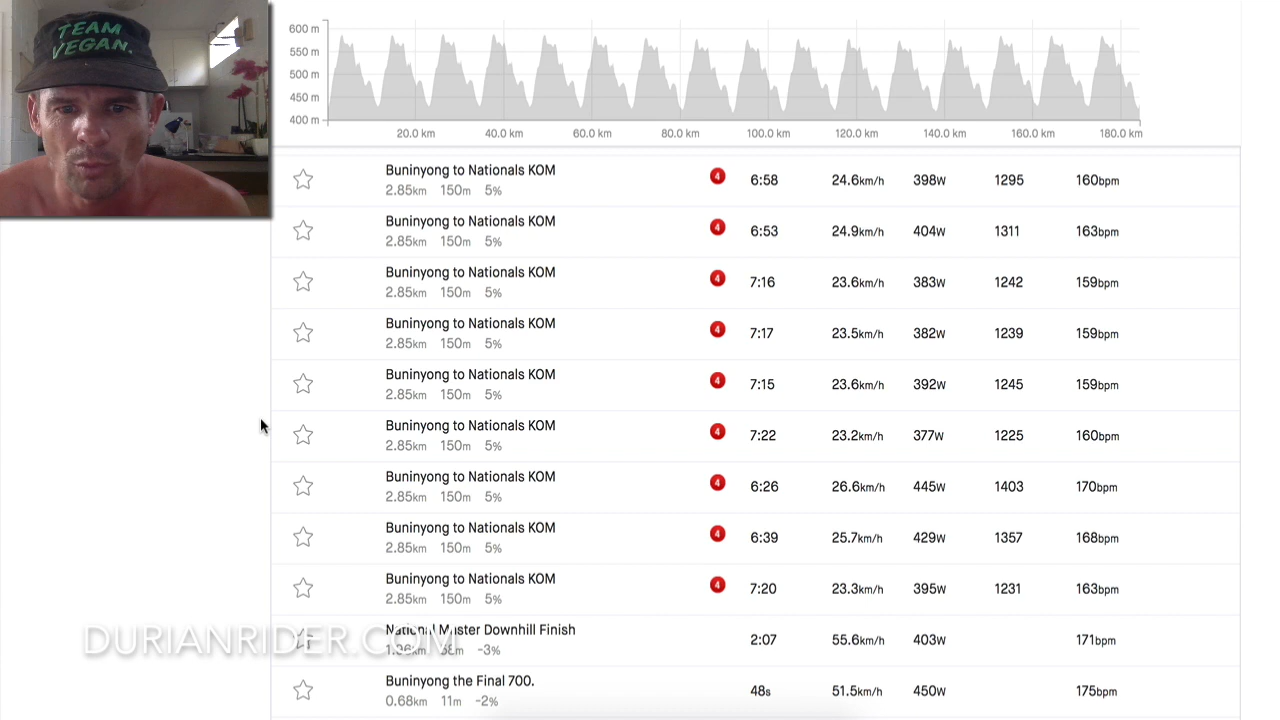 TEAM
VEGAN.
600 m
550 m
500 m
450 m
400 m
20.0 km 40.0 km 60.0 km 80.0 km 100.0 km 120.0 km 140.0 km 160.0 km 180.0 km
Buninyong to Nationals KOM
2.85km 150m 5% 4 6:58 24.6km/h 398W 1295 160bpm
Buninyong to Nationals KOM
2.85km 150m 5% 4 6:53 24.9km/h 404W 1311 163bpm
Buninyong to Nationals KOM
2.85km 150m 5% 4 7:16 23.6km/h 383W 1242 159bpm
Buninyong to Nationals KOM
2.85km 150m 5% 4 7:17 23.5km/h 382W 1239 159bpm
Buninyong to Nationals KOM
2.85km 150m 5% 4 7:15 23.6km/h 392W 1245 159bpm
Buninyong to Nationals KOM
2.85km 150m 5% 4 7:22 23.2km/h 377W 1225 160bpm
Buninyong to Nationals KOM
2.85km 150m 5% 4 6:26 26.6km/h 445W 1403 170bpm
Buninyong to Nationals KOM
2.85km 150m 5% 4 6:39 25.7km/h 429W 1357 168bpm
Buninyong to Nationals KOM
2.85km 150m 5% 4 7:20 23.3km/h 395W 1231 163bpm
National Master Downhill Finish
-3% 2:07 55.6km/h 403W 171bpm
DURIANRIDER.COM
Buninyong the Final 700.
0.68km 11m -2% 48s 51.5km/h 450W 175bpm